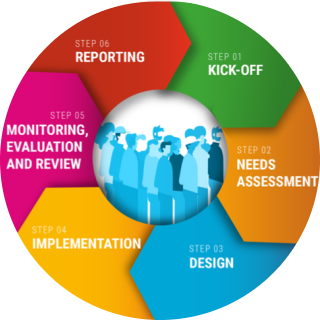 STEP 01
KICK-OFF
STEP 02
NEEDS
ASSESSMENT
STEP 03
DESIGN
STEP 04
IMPLEMENTATION
STEP 05
MONITORING,
EVALUATION
AND REVIEW
STEP 06
REPORTING